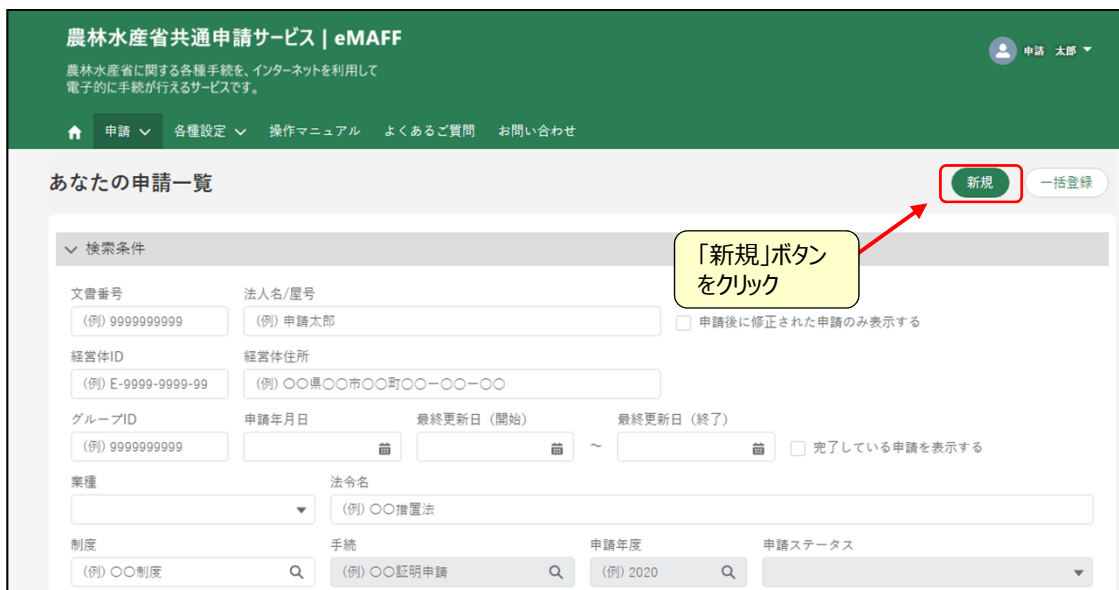 農林水産省共通申請サービス | eMAFF
農林水産省に関する各種手続を、インターネットを利用して
電子的に手続が行えるサービスです。
申請 太郎
申請 各種設定 操作マニュアル よくあるご質問 お問い合わせ
あなたの申請一覧
新規 一括登録
「新規」ボタン
をクリック
検索条件
文書番号 法人名/屋号
(例) 9999999999 (例) 申請太郎 申請後に修正された申請のみ表示する
経営体ID 経営体住所
(例) E-9999-9999-99 (例) 〇〇県〇〇市〇〇町〇〇ー〇〇ー〇〇
グループID 申請年月日 最終更新日 (開始) 最終更新日 (終了)
(例) 9999999999 ~ 完了している申請を表示する
業種 法令名
(例) 〇〇措置法
制度 手続 申請年度 申請ステータス
(例) 〇〇制度 (例) 〇〇証明申請 (例) 2020